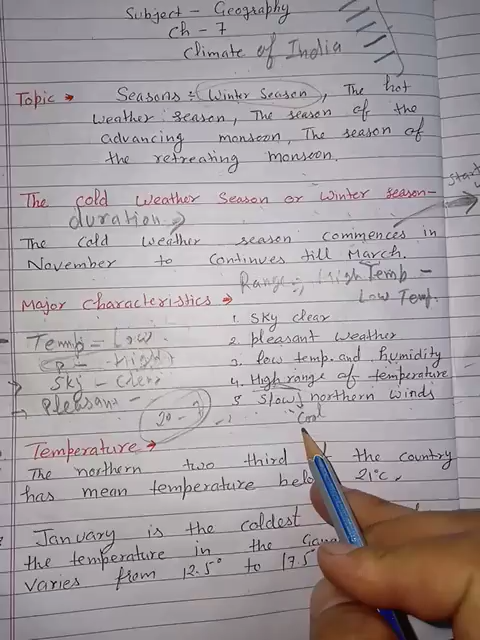 Subject - Geography
Ch - 7
Climate of India
Topic → Seasons :- Winter Season, The hot
weather season, The season of the
advancing monsoon, The season of
the retreating monsoon.
The cold weather season or winter season-
Start
duration →
The cold weather season commences in
November to continues till March.
Range :- High Temp -
Low Temp.
Major characteristics →
1. Sky clear
Temp = Low
2. pleasant weather
P - High
3. low temp. and humidity
Sky - Clear
4. High range of temperature
Pleasant -
5. Slow northern winds
Cool
Temperature →
The northern two third the country
has mean temperature 21°C.
January is the coldest
the temperature in the
varies from 12.5° to 17.5°